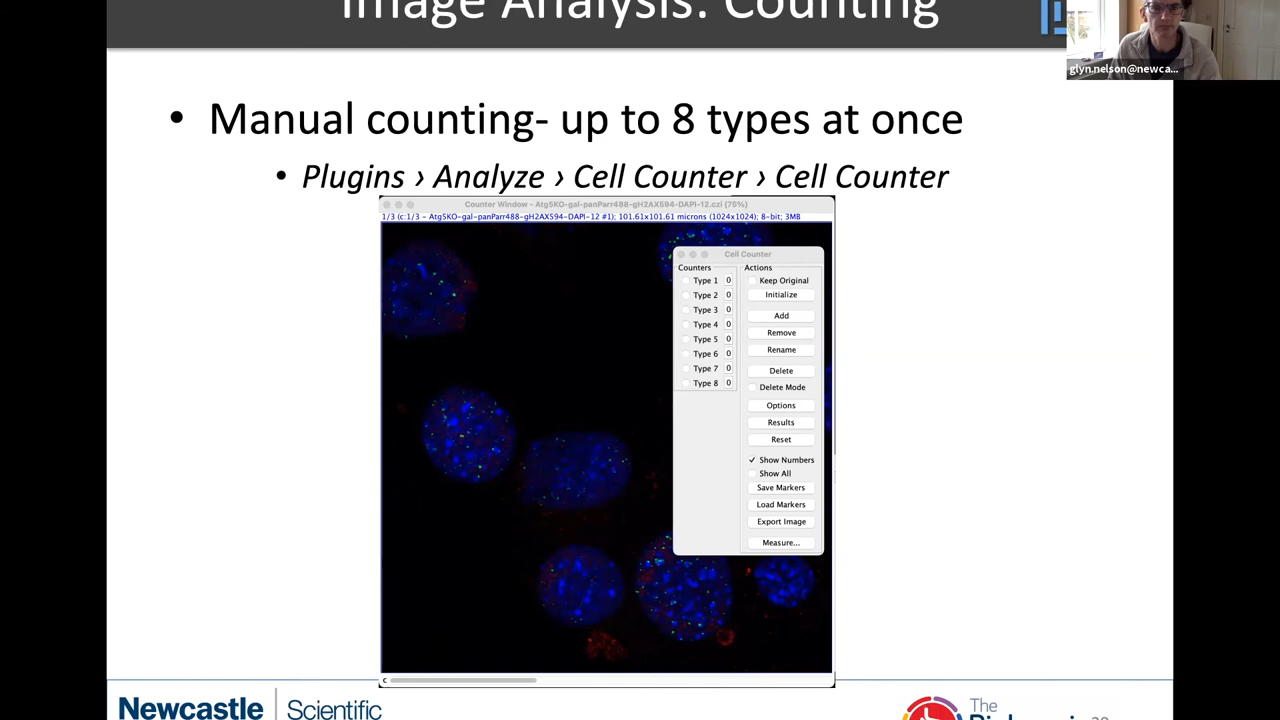 Image Analysis: Counting
glyn.nelson@newca...
• Manual counting- up to 8 types at once
• Plugins › Analyze › Cell Counter › Cell Counter
Counter Window - Atg5KO-gal-panParr488-gH2AX594-DAPI-12.czi (75%)
1/3 (c:1/3 - Atg5KO-gal-panParr488-gH2AX594-DAPI-12 #1); 101.61x101.61 microns (1024x1024); 8-bit; 3MB
Cell Counter
Counters
Type 1 0
Type 2 0
Type 3 0
Type 4 0
Type 5 0
Type 6 0
Type 7 0
Type 8 0
Actions
Keep Original
Initialize
Add
Remove
Rename
Delete
Delete Mode
Options
Results
Reset
✓ Show Numbers
Show All
Save Markers
Load Markers
Export Image
Measure...
c
Newcastle
Scientific
The